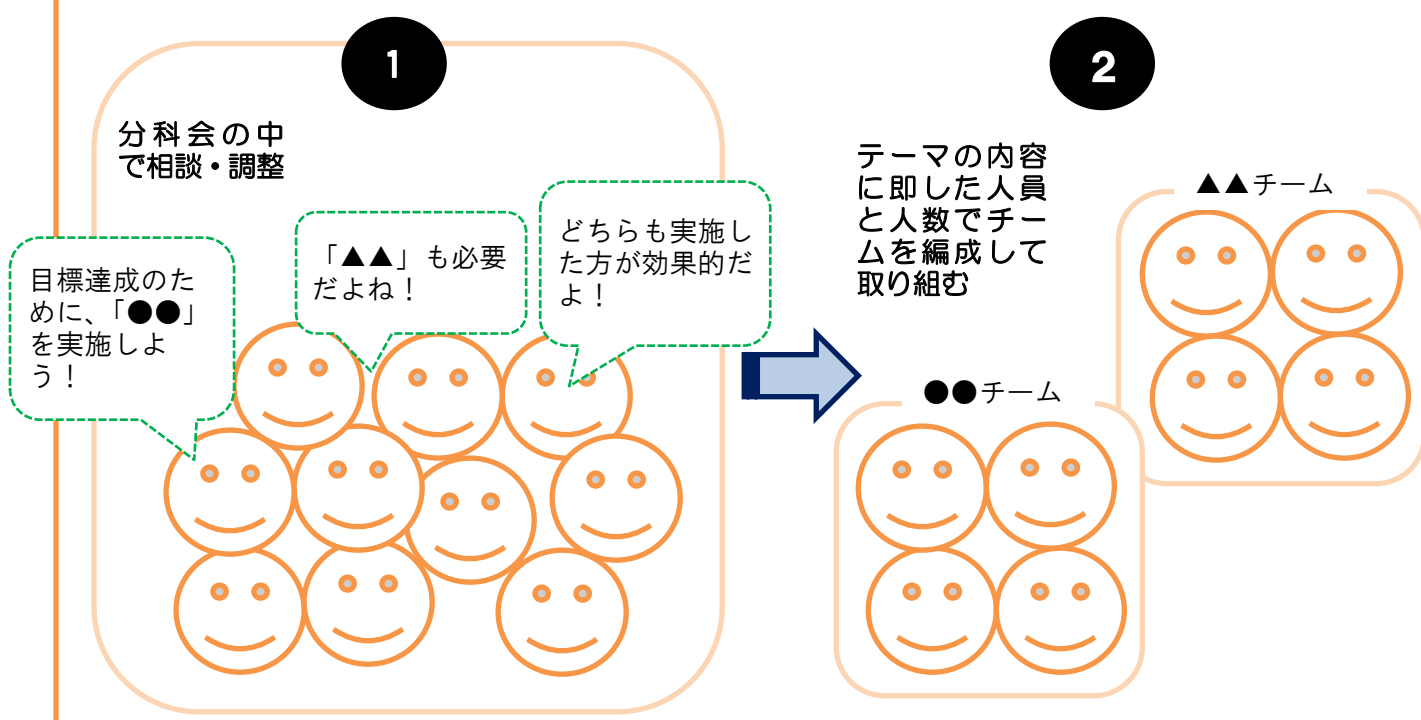 1
分科会の中
で相談・調整
目標達成のた
めに、「●●」
を実施しよ
う！
「▲▲」も必要
だよね！
どちらも実施し
た方が効果的だ
よ！
2
テーマの内容
に即した人員
と人数でチー
ムを編成して
取り組む
▲▲チーム
●●チーム